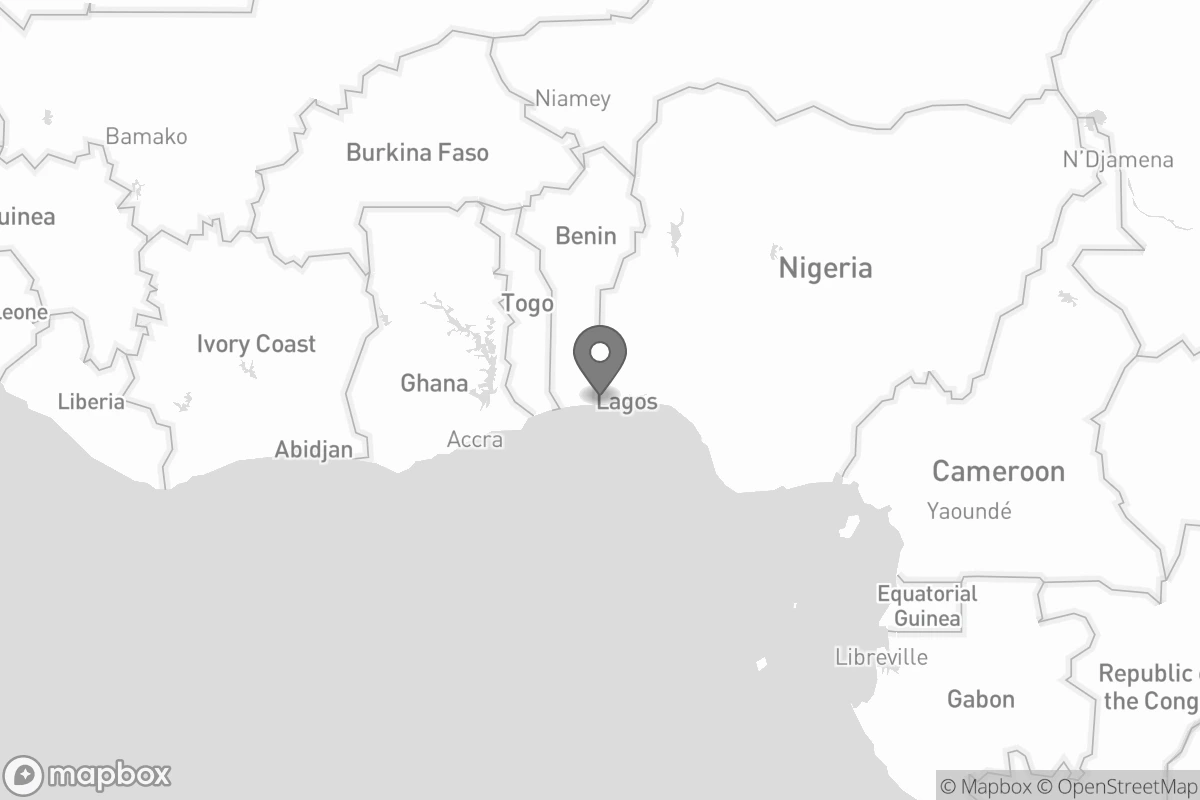 Niamey
Bamako
Burkina Faso
N'Djamena
uinea
Benin
Nigeria
Togo
eone
Ivory Coast
Ghana
Liberia
Lagos
Accra
Abidjan
Cameroon
Yaoundé
Equatorial
Guinea
Libreville
Republic
the Cong
Gabon
mapbox
© Mapbox © OpenStreetMap